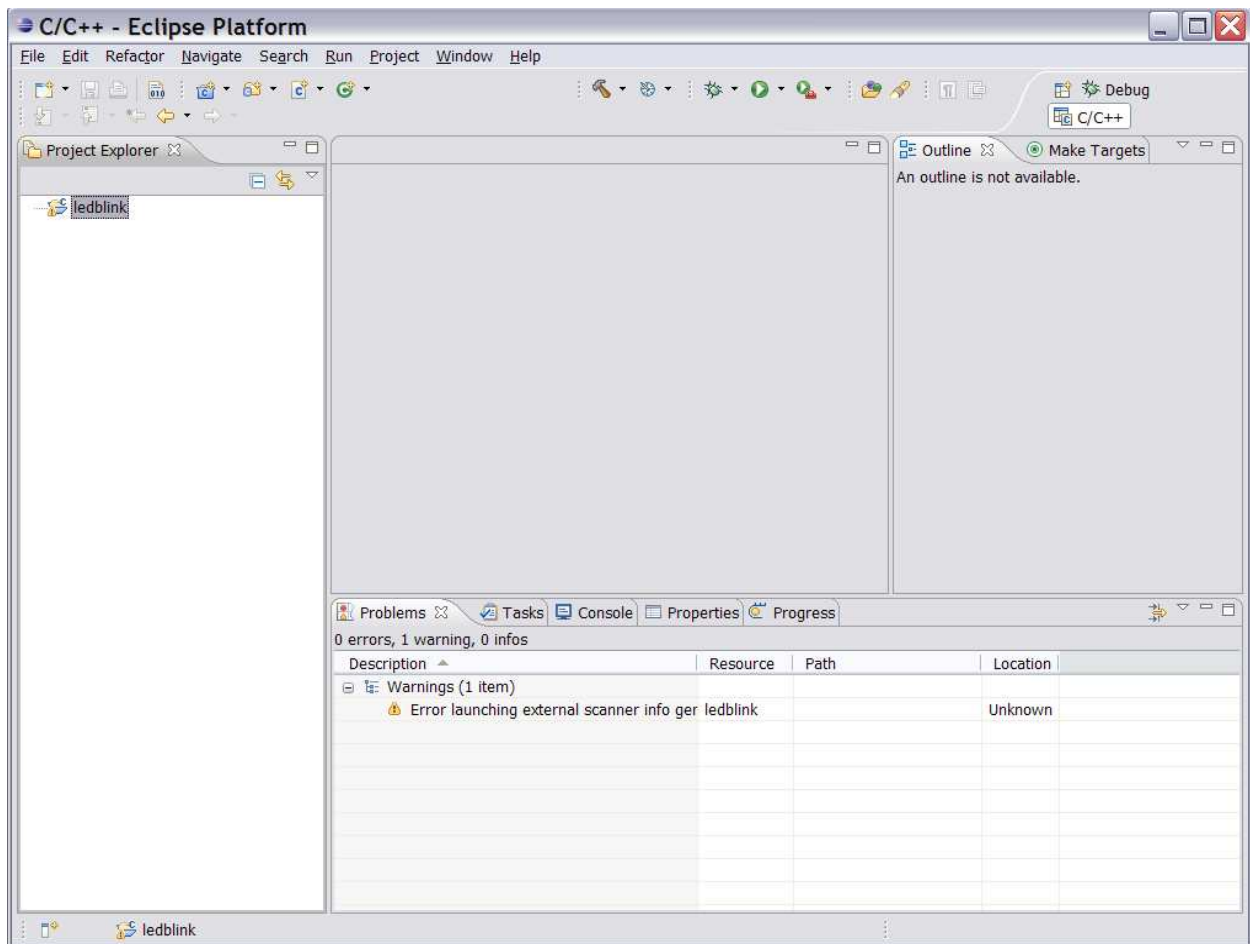 C/C++ - Eclipse Platform
File Edit Refactor Navigate Search Run Project Window Help
Debug
C/C++
Project Explorer
Outline
Make Targets
ledblink
An outline is not available.
Problems
Tasks
Console
Properties
Progress
0 errors, 1 warning, 0 infos
Description Resource Path Location
Warnings (1 item)
Error launching external scanner info ger ledblink Unknown
ledblink